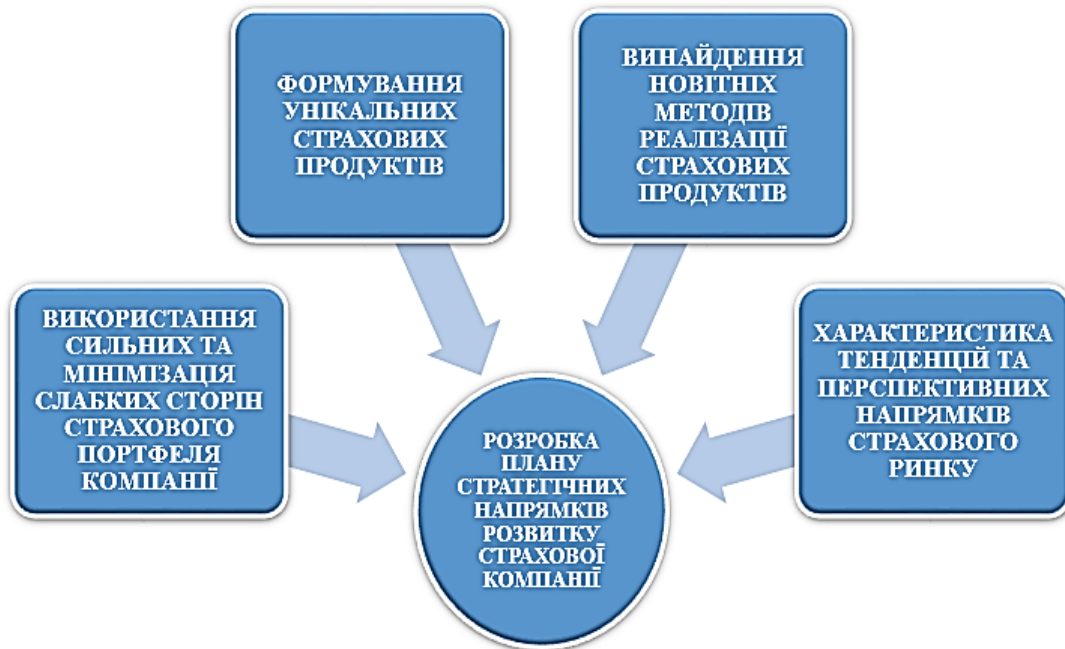 ФОРМУВАННЯ
УНІКАЛЬНИХ
СТРАХОВИХ
ПРОДУКТІВ
ВИНАЙДЕННЯ
НОВІТНІХ
МЕТОДІВ
РЕАЛІЗАЦІЇ
СТРАХОВИХ
ПРОДУКТІВ
ВИКОРИСТАННЯ
СИЛЬНИХ ТА
МІНІМІЗАЦІЯ
СЛАБКИХ СТОРІН
СТРАХОВОГО
ПОРТФЕЛЯ
КОМПАНІЇ
ХАРАКТЕРИСТИКА
ТЕНДЕНЦІЙ ТА
ПЕРСПЕКТИВНИХ
НАПРЯМКІВ
СТРАХОВОГО
РИНКУ
РОЗРОБКА
ПЛАНУ
СТРАТЕГІЧНИХ
НАПРЯМКІВ
РОЗВИТКУ
СТРАХОВОЇ
КОМПАНІЇ